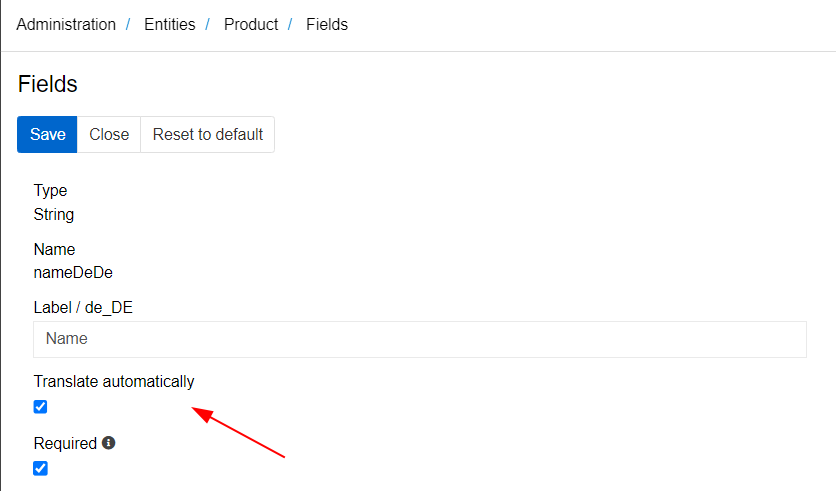 Administration / Entities / Product / Fields
Fields
Save Close Reset to default
Type
String
Name
nameDeDe
Label / de_DE
Name
Translate automatically
Required